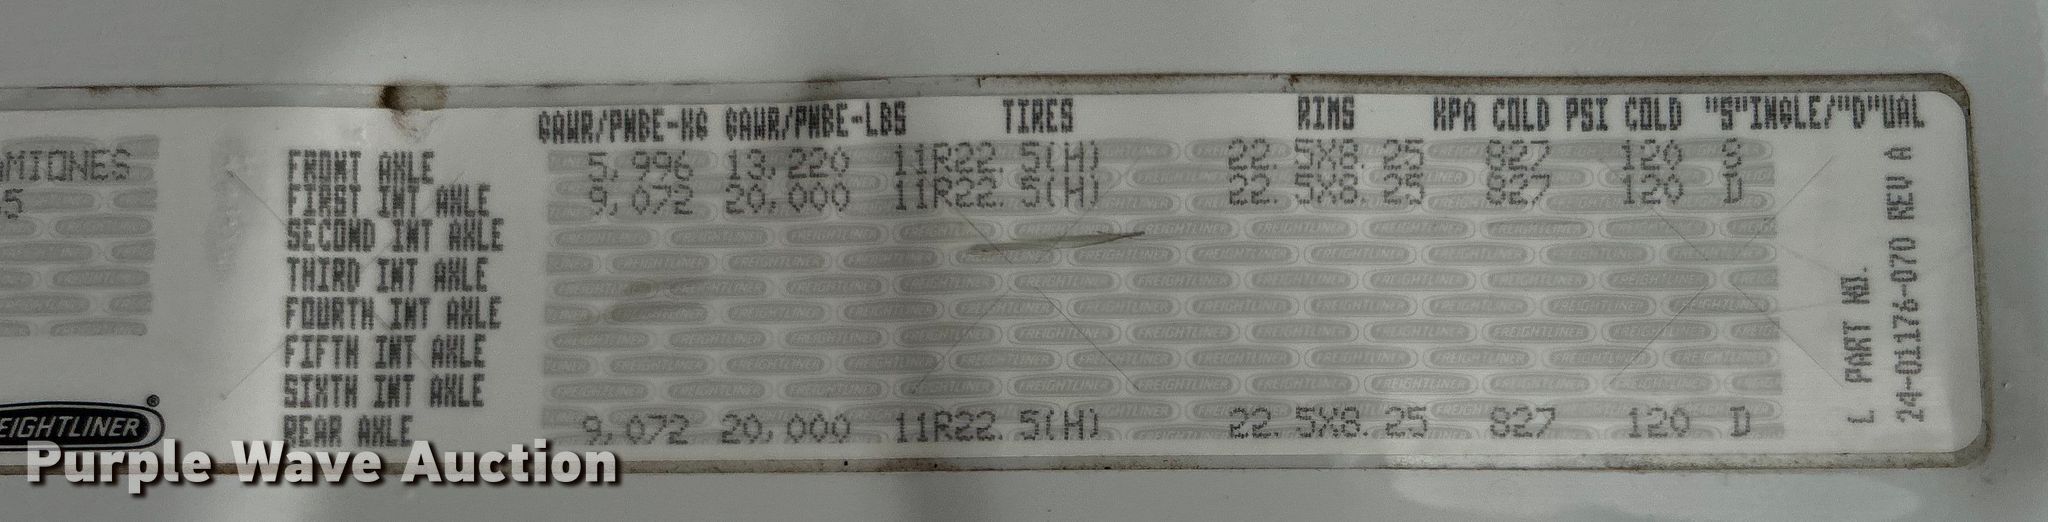 GAWR/PNBE-KG GAWR/PNBE-LBS TIRES RIMS KPA COLD PSI COLD "S"INGLE/"D"UAL
AMIONES
5
FRONT AXLE 5,996 13,220 11R22.5(H) 22.5X8.25 827 120 S
FIRST INT AXLE 9,072 20,000 11R22.5(H) 22.5X8.25 827 120 D
SECOND INT AXLE
THIRD INT AXLE
FOURTH INT AXLE
FIFTH INT AXLE
SIXTH INT AXLE
REAR AXLE 9,072 20,000 11R22.5(H) 22.5X8.25 827 120 D
L PART NO.
24-01176-070 REV A
EIGHTLINER®
Purple Wave Auction